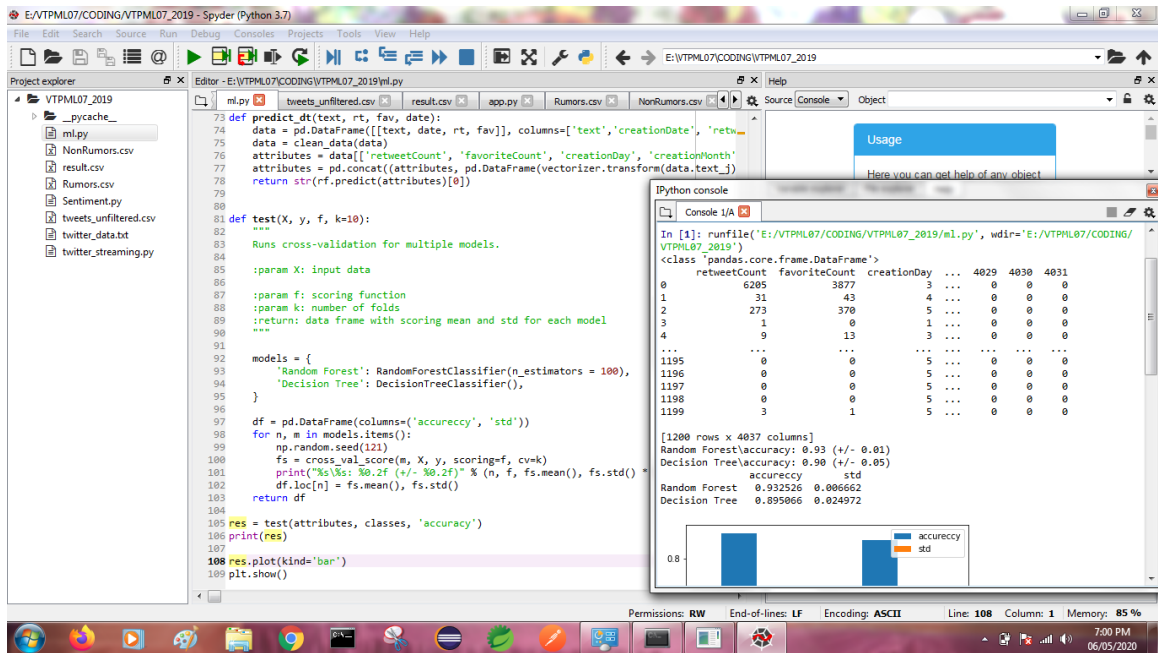 E:/VTPML07/CODING/VTPML07_2019 - Spyder (Python 3.7)
File Edit Search Source Run Debug Consoles Projects Tools View Help
E:\VTPML07\CODING\VTPML07_2019
Project explorer
VTPML07_2019
__pycache__
ml.py
NonRumors.csv
result.csv
Rumors.csv
Sentiment.py
tweets_unfiltered.csv
twitter_data.txt
twitter_streaming.py
Editor - E:\VTPML07\CODING\VTPML07_2019\ml.py
ml.py tweets_unfiltered.csv result.csv app.py Rumors.csv NonRumors.csv
73 def predict_dt(text, rt, fav, date):
74 data = pd.DataFrame([[text, date, rt, fav]], columns=['text','creationDate', 'retw
75 data = clean_data(data)
76 attributes = data[['retweetCount', 'favoriteCount', 'creationDay', 'creationMonth'
77 attributes = pd.concat((attributes, pd.DataFrame(vectorizer.transform(data.text_j)
78 return str(rf.predict(attributes)[0])
79
80
81 def test(X, y, f, k=10):
82 """
83 Runs cross-validation for multiple models.
84
85 :param X: input data
86
87 :param f: scoring function
88 :param k: number of folds
89 :return: data frame with scoring mean and std for each model
90 """
91
92 models = {
93 'Random Forest': RandomForestClassifier(n_estimators = 100),
94 'Decision Tree': DecisionTreeClassifier(),
95 }
96
97 df = pd.DataFrame(columns=('accureccy', 'std'))
98 for n, m in models.items():
99 np.random.seed(121)
100 fs = cross_val_score(m, X, y, scoring=f, cv=k)
101 print("%s\%s: %0.2f (+/- %0.2f)" % (n, f, fs.mean(), fs.std() *
102 df.loc[n] = fs.mean(), fs.std()
103 return df
104
105 res = test(attributes, classes, 'accuracy')
106 print(res)
107
108 res.plot(kind='bar')
109 plt.show()
Help
Source Console Object
Usage
Here you can get help of any object
IPython console
Console 1/A
In [1]: runfile('E:/VTPML07/CODING/VTPML07_2019/ml.py', wdir='E:/VTPML07/CODING/
VTPML07_2019')
<class 'pandas.core.frame.DataFrame'>
retweetCount favoriteCount creationDay ... 4029 4030 4031
0 6205 3877 3 ... 0 0 0
1 31 43 4 ... 0 0 0
2 273 370 5 ... 0 0 0
3 1 0 1 ... 0 0 0
4 9 13 3 ... 0 0 0
... ... ... ... ... ... ... ...
1195 0 0 5 ... 0 0 0
1196 0 0 5 ... 0 0 0
1197 0 0 5 ... 0 0 0
1198 0 0 5 ... 0 0 0
1199 3 1 5 ... 0 0 0
[1200 rows x 4037 columns]
Random Forest\accuracy: 0.93 (+/- 0.01)
Decision Tree\accuracy: 0.90 (+/- 0.05)
accureccy std
Random Forest 0.932526 0.006662
Decision Tree 0.895066 0.024972
accureccy
std
0.8
Permissions: RW End-of-lines: LF Encoding: ASCII Line: 108 Column: 1 Memory: 85 %
7:00 PM
06/05/2020